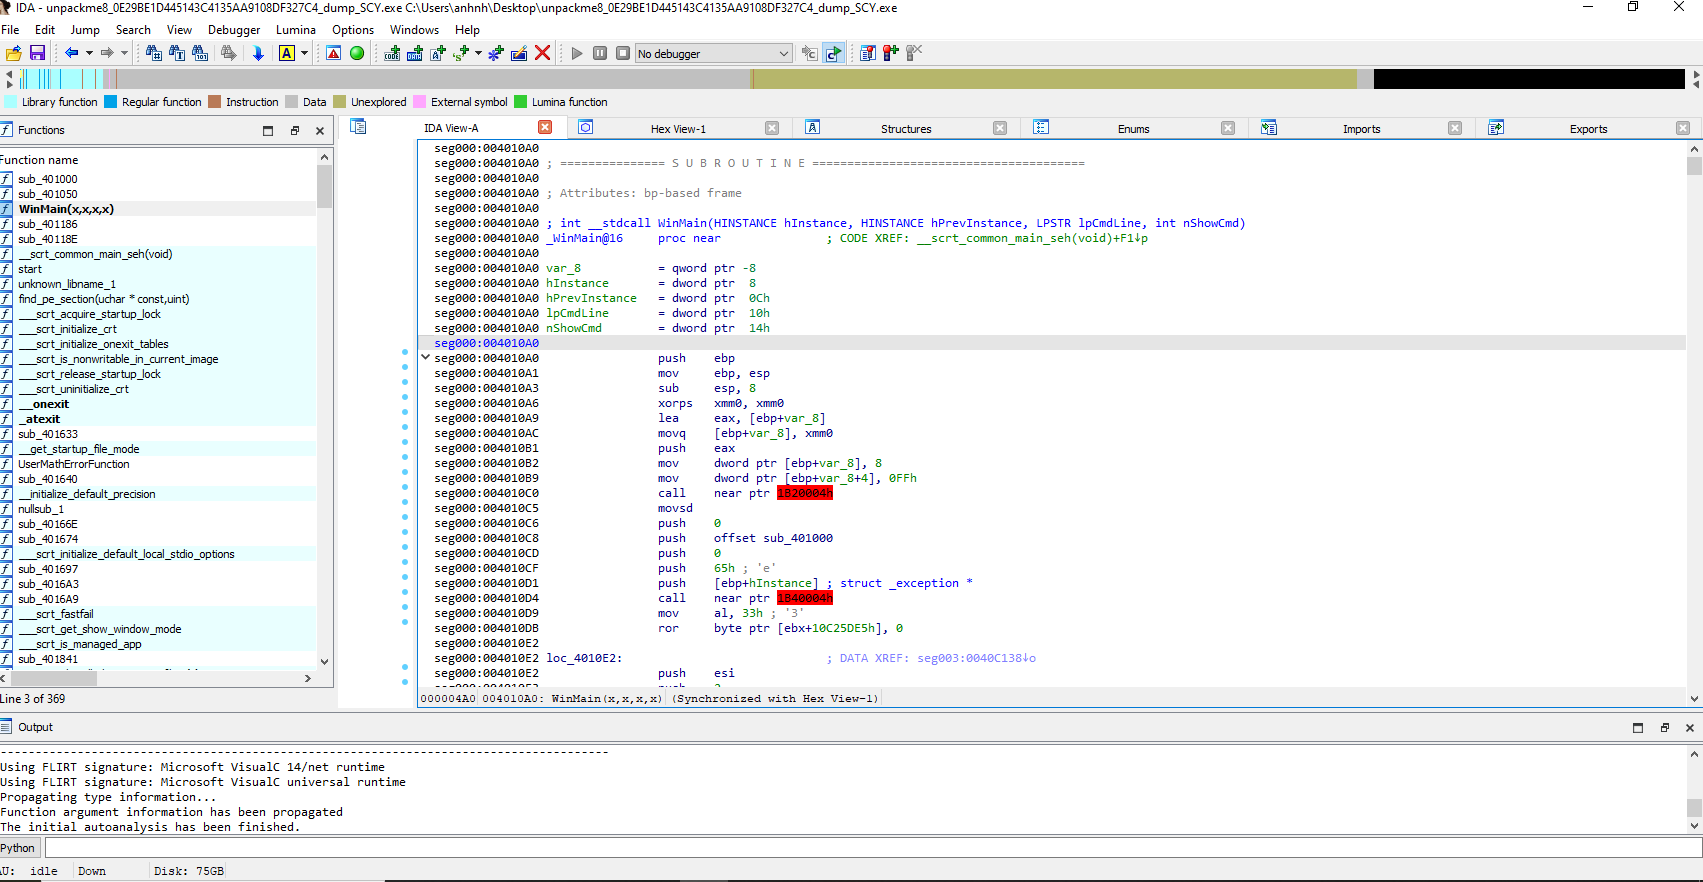 IDA - unpackme8_0E29BE1D445143C4135AA9108DF327C4_dump_SCY.exe C:\Users\anhnh\Desktop\unpackme8_0E29BE1D445143C4135AA9108DF327C4_dump_SCY.exe
File Edit Jump Search View Debugger Lumina Options Windows Help
No debugger
Library function Regular function Instruction Data Unexplored External symbol Lumina function
Functions
Function name
sub_401000
sub_401050
WinMain(x,x,x,x)
sub_401186
sub_40118E
__scrt_common_main_seh(void)
start
unknown_libname_1
find_pe_section(uchar * const,uint)
___scrt_acquire_startup_lock
___scrt_initialize_crt
___scrt_initialize_onexit_tables
___scrt_is_nonwritable_in_current_image
___scrt_release_startup_lock
___scrt_uninitialize_crt
__onexit
_atexit
sub_401633
__get_startup_file_mode
UserMathErrorFunction
sub_401640
__initialize_default_precision
nullsub_1
sub_40166E
sub_401674
___scrt_initialize_default_local_stdio_options
sub_401697
sub_4016A3
sub_4016A9
___scrt_fastfail
___scrt_get_show_window_mode
___scrt_is_managed_app
sub_401841
Line 3 of 369
IDA View-A Hex View-1 Structures Enums Imports Exports
seg000:004010A0
seg000:004010A0 ; =============== S U B R O U T I N E =======================================
seg000:004010A0
seg000:004010A0 ; Attributes: bp-based frame
seg000:004010A0
seg000:004010A0 ; int __stdcall WinMain(HINSTANCE hInstance, HINSTANCE hPrevInstance, LPSTR lpCmdLine, int nShowCmd)
seg000:004010A0 _WinMain@16 proc near ; CODE XREF: __scrt_common_main_seh(void)+F1↓p
seg000:004010A0
seg000:004010A0 var_8 = qword ptr -8
seg000:004010A0 hInstance = dword ptr 8
seg000:004010A0 hPrevInstance = dword ptr 0Ch
seg000:004010A0 lpCmdLine = dword ptr 10h
seg000:004010A0 nShowCmd = dword ptr 14h
seg000:004010A0
seg000:004010A0 push ebp
seg000:004010A1 mov ebp, esp
seg000:004010A3 sub esp, 8
seg000:004010A6 xorps xmm0, xmm0
seg000:004010A9 lea eax, [ebp+var_8]
seg000:004010AC movq [ebp+var_8], xmm0
seg000:004010B1 push eax
seg000:004010B2 mov dword ptr [ebp+var_8], 8
seg000:004010B9 mov dword ptr [ebp+var_8+4], 0FFh
seg000:004010C0 call near ptr 1B20004h
seg000:004010C5 movsd
seg000:004010C6 push 0
seg000:004010C8 push offset sub_401000
seg000:004010CD push 0
seg000:004010CF push 65h ; 'e'
seg000:004010D1 push [ebp+hInstance] ; struct _exception *
seg000:004010D4 call near ptr 1B40004h
seg000:004010D9 mov al, 33h ; '3'
seg000:004010DB ror byte ptr [ebx+10C25DE5h], 0
seg000:004010E2
seg000:004010E2 loc_4010E2: ; DATA XREF: seg003:0040C138↓o
seg000:004010E2 push esi
000004A0 004010A0: WinMain(x,x,x,x) (Synchronized with Hex View-1)
Output
---------------------------------------------------------------------------------------
Using FLIRT signature: Microsoft VisualC 14/net runtime
Using FLIRT signature: Microsoft VisualC universal runtime
Propagating type information...
Function argument information has been propagated
The initial autoanalysis has been finished.
Python
AU: idle Down Disk: 75GB